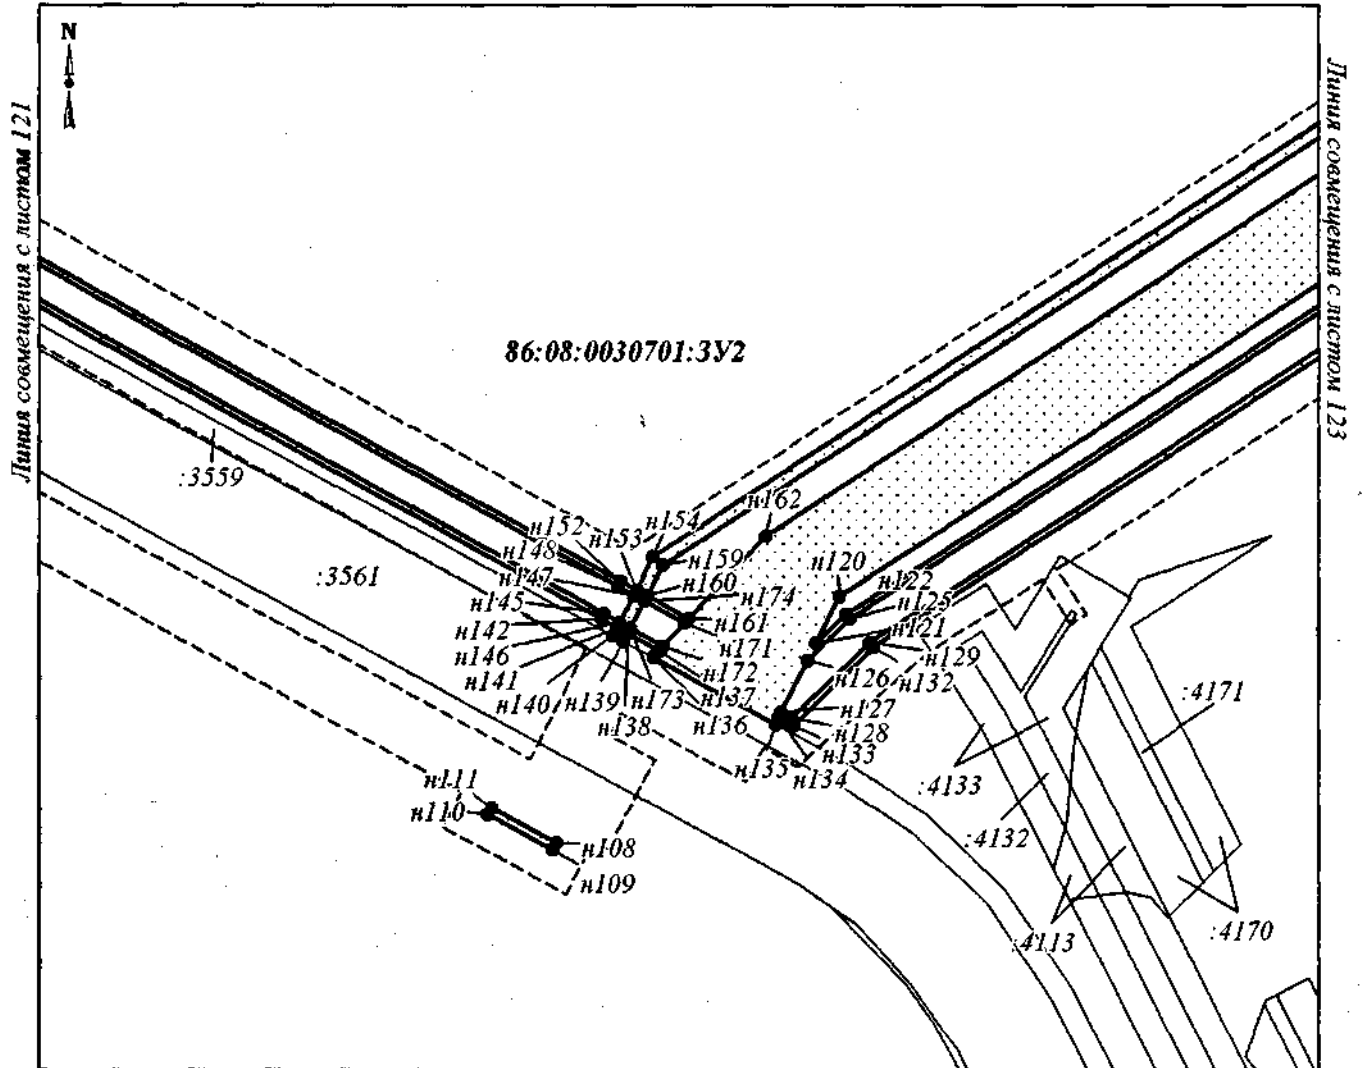 N
Линия совмещения с листом 121
Линия совмещения с листом 123
86:08:0030701:ЗУ2
:3559
:3561
н162
н154
н152
н153
н148
н159
н120
н147
н160
н122
н145
н174
н125
н142
н161
н121
н146
н171
н129
н141
н172
н126
н132
н140
н139
н173
н137
н127
н138
н136
н128
н133
н135
н134
н111
н110
н108
н109
:4171
:4133
:4132
:4113
:4170